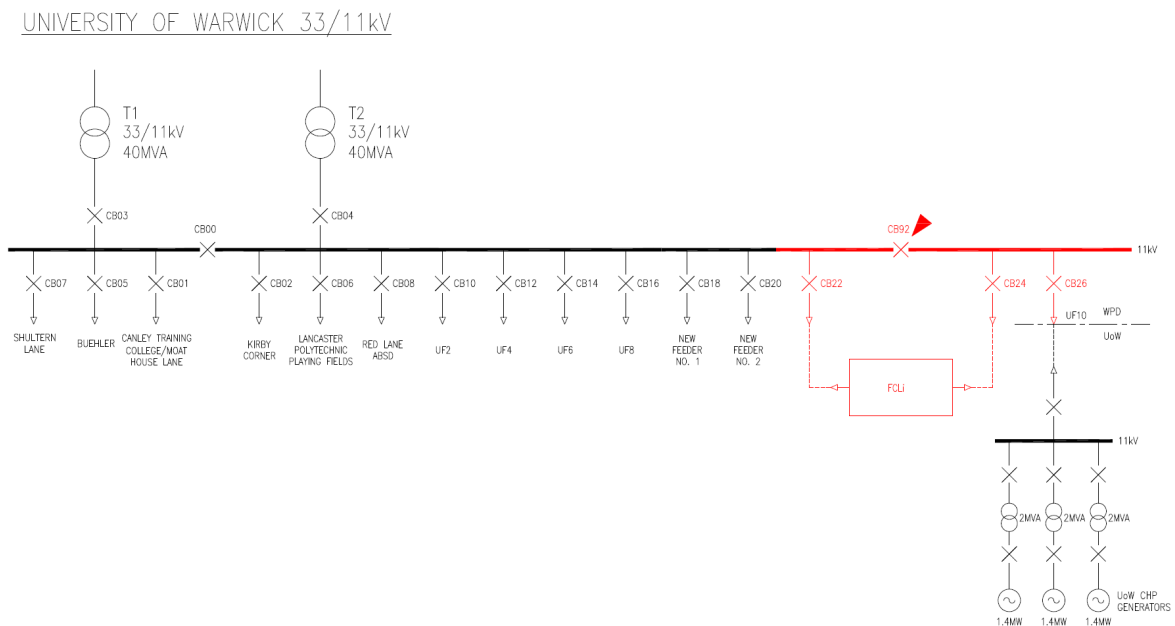 UNIVERSITY OF WARWICK 33/11kV
T1
33/11kV
40MVA
T2
33/11kV
40MVA
CB03
CB04
CB00
CB92
11kV
CB07
CB05
CB01
CB02
CB06
CB08
CB10
CB12
CB14
CB16
CB18
CB20
CB22
CB24
CB26
SHULTERN
LANE
BUEHLER
CANLEY TRAINING
COLLEGE/MOAT
HOUSE LANE
KIRBY
CORNER
LANCASTER
POLYTECHNIC
PLAYING FIELDS
RED LANE
ABSD
UF2
UF4
UF6
UF8
NEW
FEEDER
NO. 1
NEW
FEEDER
NO. 2
UF10
WPD
UoW
FCLi
11kV
2MVA
2MVA
2MVA
UoW CHP
GENERATORS
1.4MW
1.4MW
1.4MW